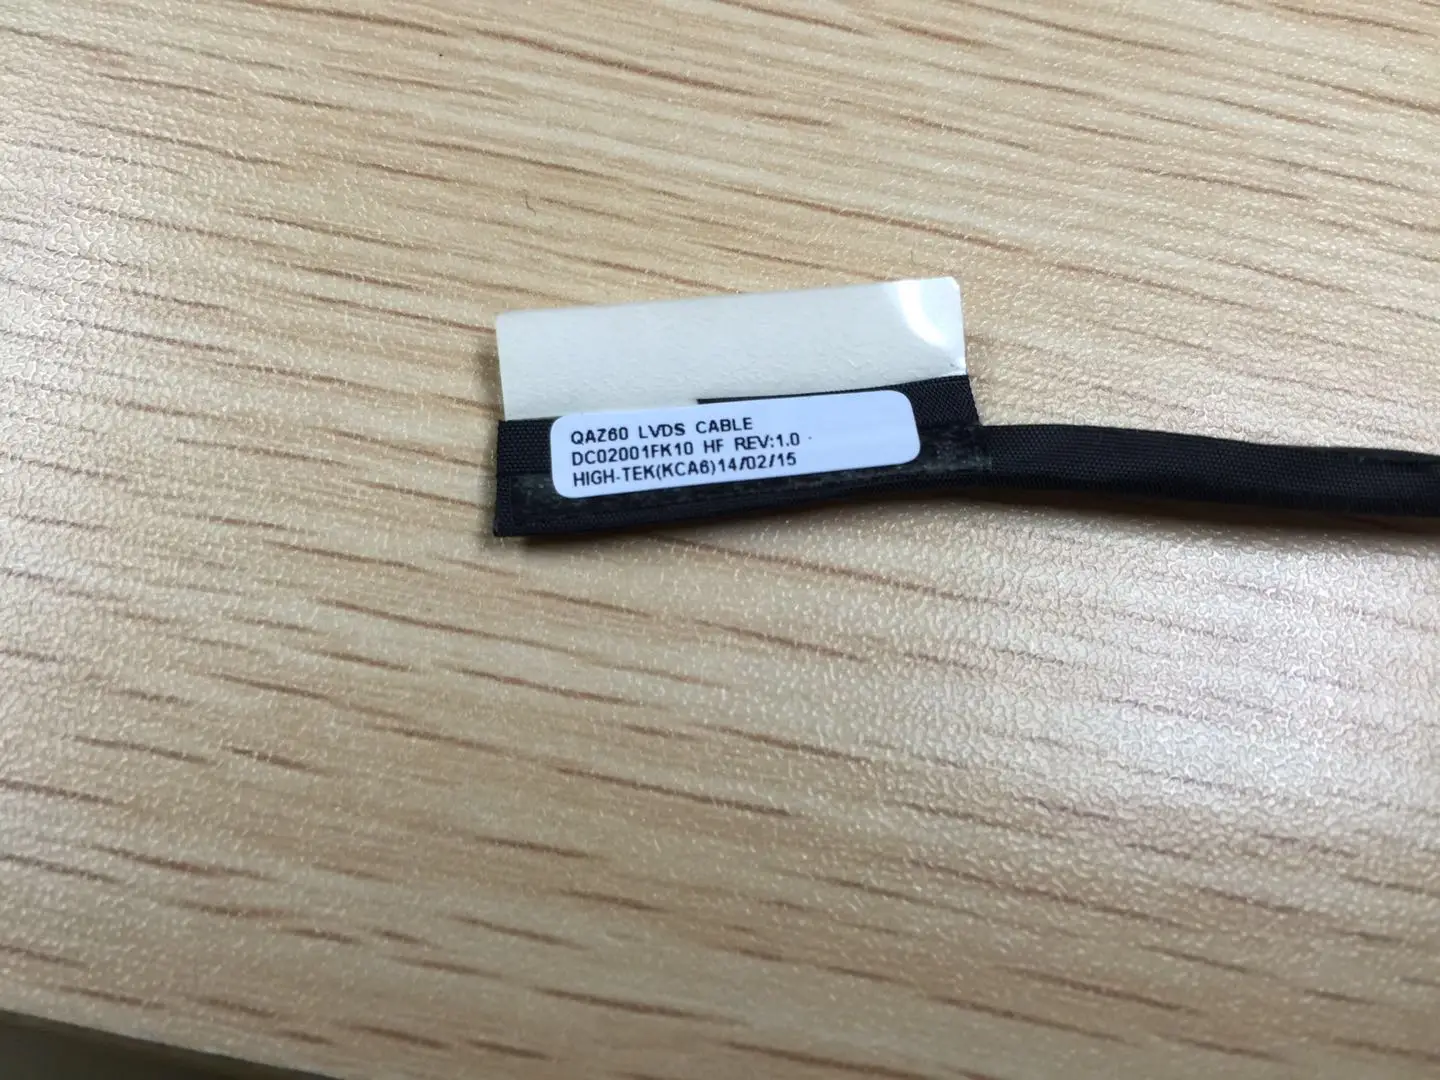 QAZ60 LVDS CABLE
DC02001FK10 HF REV:1.0
HIGH-TEK(KCA6)14/02/15